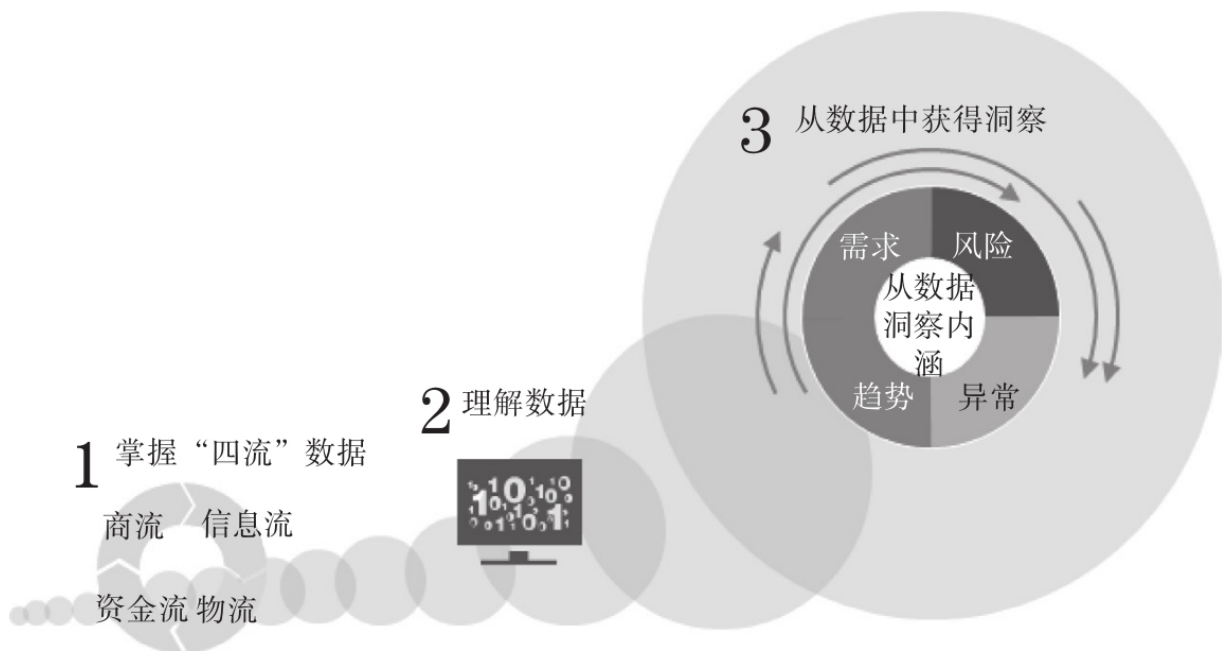 1 掌握“四流”数据
商流 信息流
资金流 物流
2 理解数据
3 从数据中获得洞察
需求 风险
从数据
洞察内
涵
趋势 异常